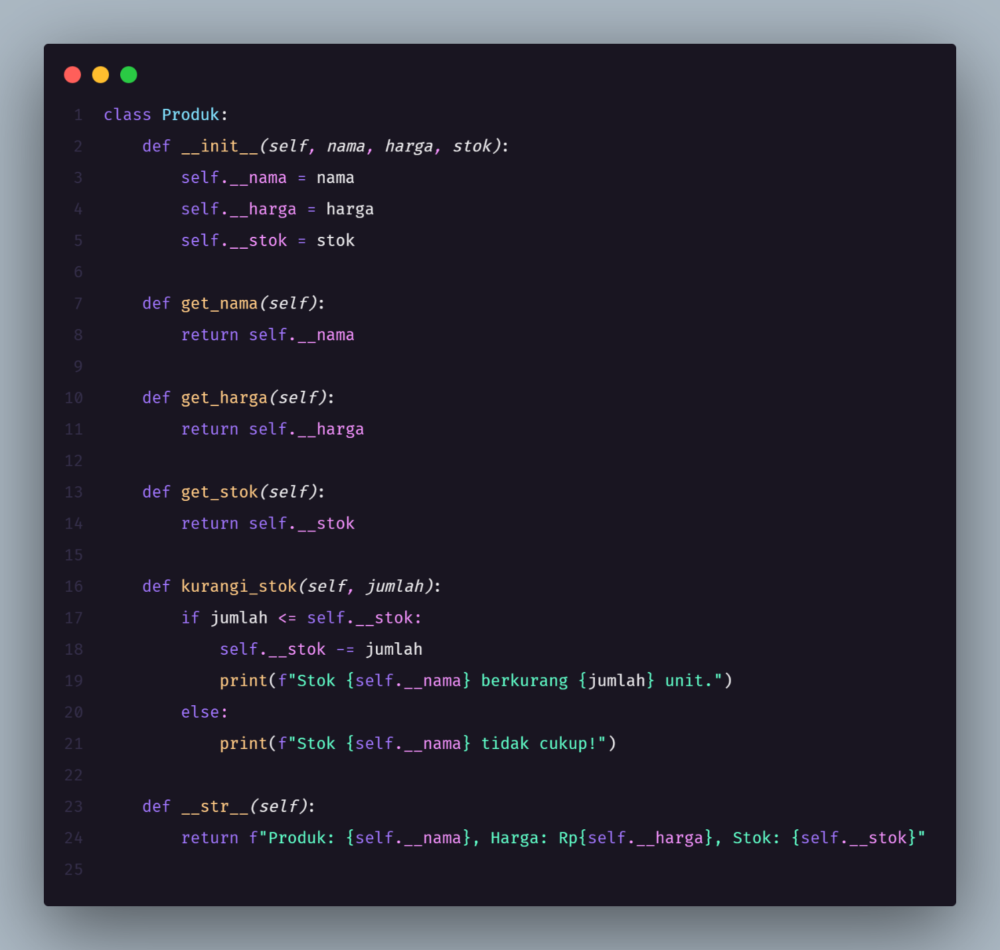 1 class Produk:
2     def __init__(self, nama, harga, stok):
3         self.__nama = nama
4         self.__harga = harga
5         self.__stok = stok
6
7     def get_nama(self):
8         return self.__nama
9
10     def get_harga(self):
11         return self.__harga
12
13     def get_stok(self):
14         return self.__stok
15
16     def kurangi_stok(self, jumlah):
17         if jumlah <= self.__stok:
18             self.__stok -= jumlah
19             print(f"Stok {self.__nama} berkurang {jumlah} unit.")
20         else:
21             print(f"Stok {self.__nama} tidak cukup!")
22
23     def __str__(self):
24         return f"Produk: {self.__nama}, Harga: Rp{self.__harga}, Stok: {self.__stok}"
25